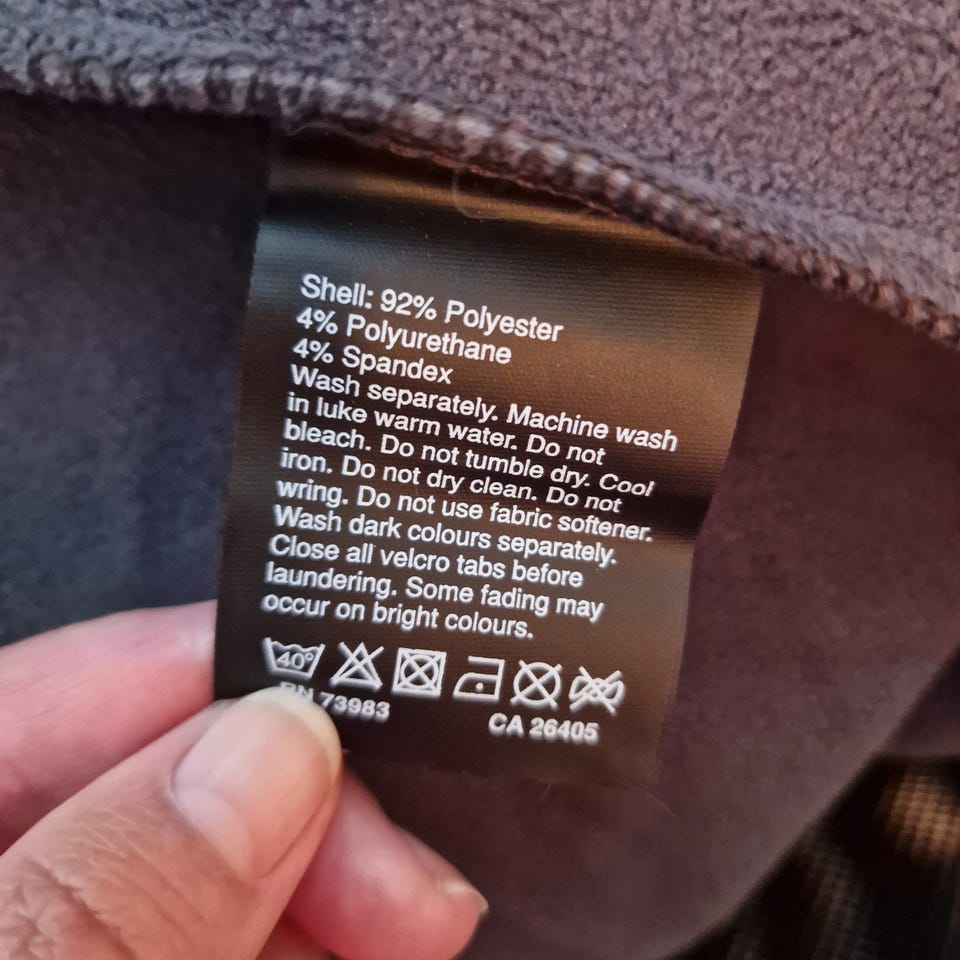 Shell: 92% Polyester
4% Polyurethane
4% Spandex
Wash separately. Machine wash
in luke warm water. Do not
bleach. Do not tumble dry. Cool
iron. Do not dry clean. Do not
wring. Do not use fabric softener.
Wash dark colours separately.
Close all velcro tabs before
laundering. Some fading may
occur on bright colours.
40°
RN 73983 CA 26405